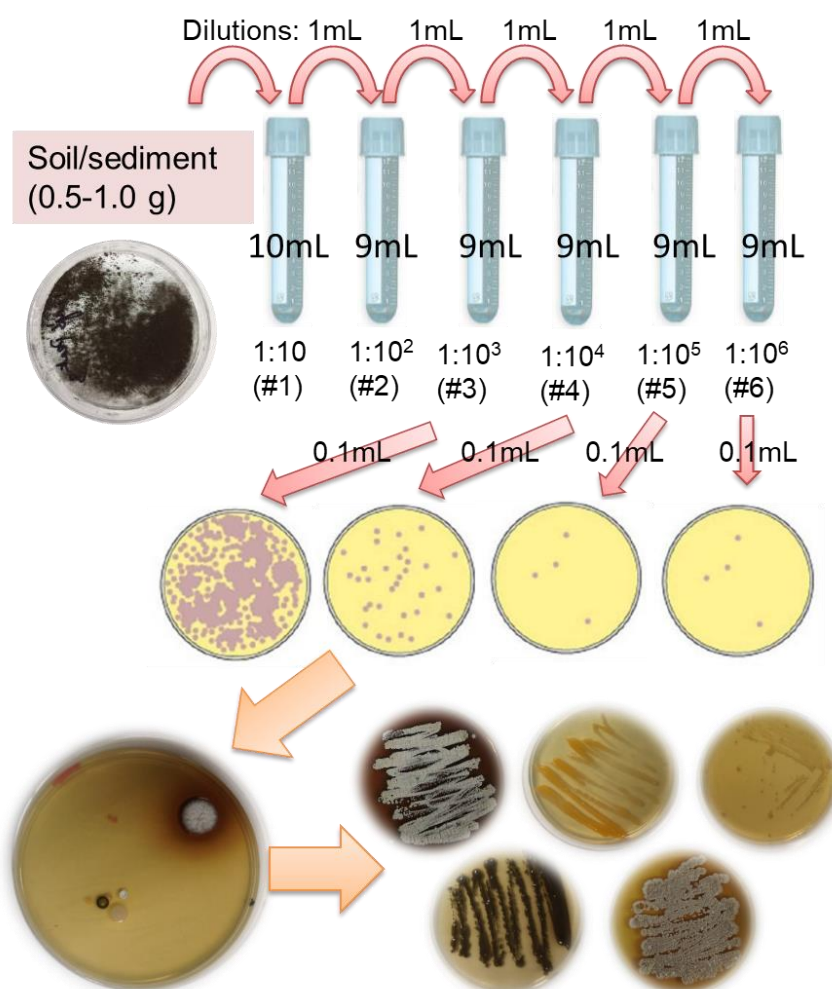 Dilutions: 1mL 1mL 1mL 1mL 1mL
Soil/sediment
(0.5-1.0 g)
10mL 9mL 9mL 9mL 9mL 9mL
1:10 1:10² 1:10³ 1:10⁴ 1:10⁵ 1:10⁶
(#1) (#2) (#3) (#4) (#5) (#6)
0.1mL 0.1mL 0.1mL 0.1mL